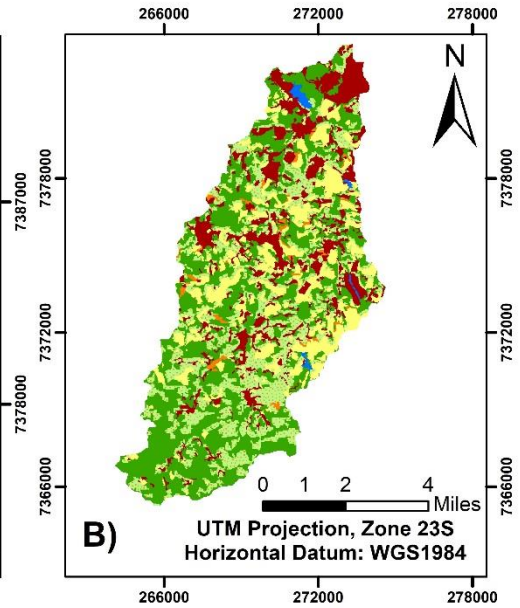 266000 272000 278000
N
7387000
7378000
7378000
7372000
7372000
7378000
7366000
7366000
0 1 2 4
Miles
B)
UTM Projection, Zone 23S
Horizontal Datum: WGS1984
266000 272000 278000